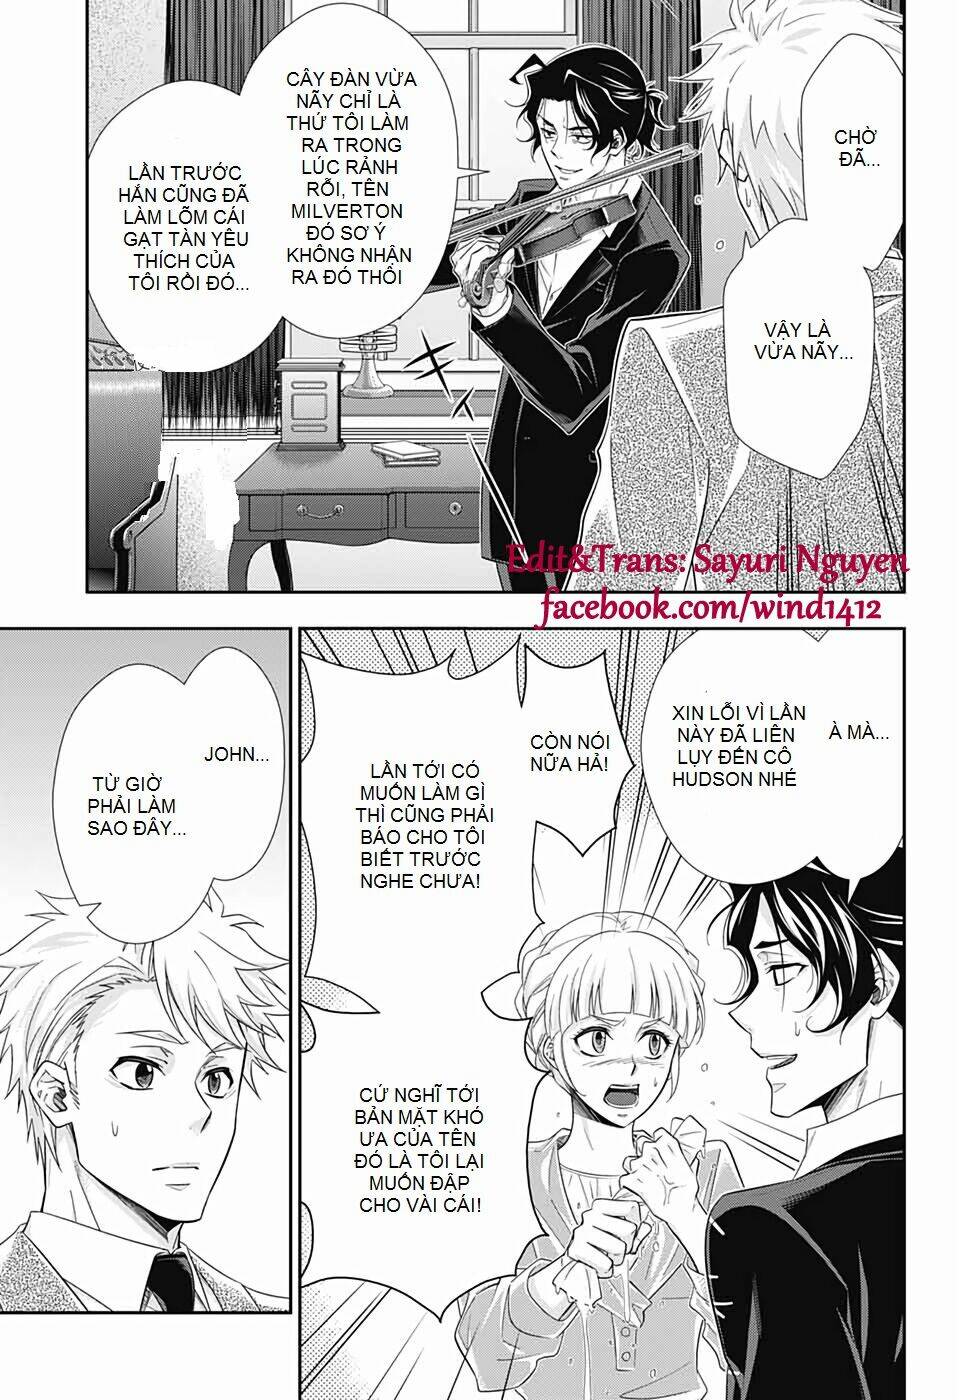 CHỜ
ĐÃ...
VẬY LÀ
VỪA NÃY...
CÂY ĐÀN VỪA
NÃY CHỈ LÀ
THỨ TÔI LÀM
RA TRONG
LÚC RẢNH
RỖI, TÊN
MILVERTON
ĐÓ SƠ Ý
KHÔNG NHẬN
RA ĐÓ THÔI
LẦN TRƯỚC
HẮN CŨNG ĐÃ
LÀM LÕM CÁI
GẠT TÀN YÊU
THÍCH CỦA
TÔI RỒI ĐÓ...
Edit&Trans: Sayuri Nguyen
facebook.com/wind1412
À MÀ...
XIN LỖI VÌ LẦN
NÀY ĐÃ LIÊN
LỤY ĐẾN CÔ
HUDSON NHÉ
CÒN NÓI
NỮA HẢ!
LẦN TỚI CÓ
MUỐN LÀM GÌ
THÌ CŨNG PHẢI
BÁO CHO TÔI
BIẾT TRƯỚC
NGHE CHƯA!
CỨ NGHĨ TỚI
BẢN MẶT KHÓ
ƯA CỦA TÊN
ĐÓ LÀ TÔI LẠI
MUỐN ĐẬP
CHO VÀI CÁI!
JOHN...
TỪ GIỜ
PHẢI LÀM
SAO ĐÂY...